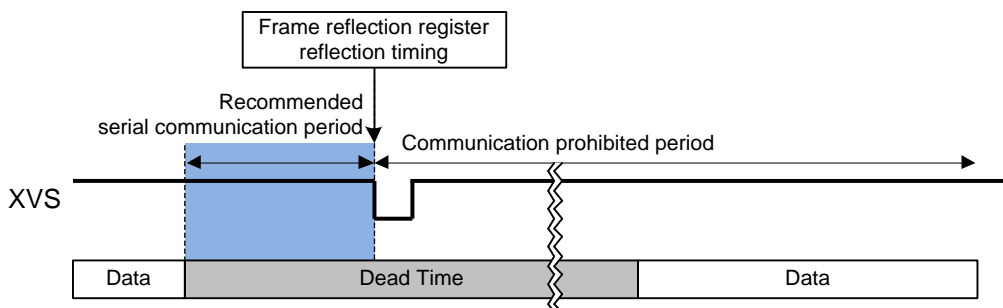 Frame reflection register
reflection timing
Recommended
serial communication period
Communication prohibited period
XVS
Data
Dead Time
Data